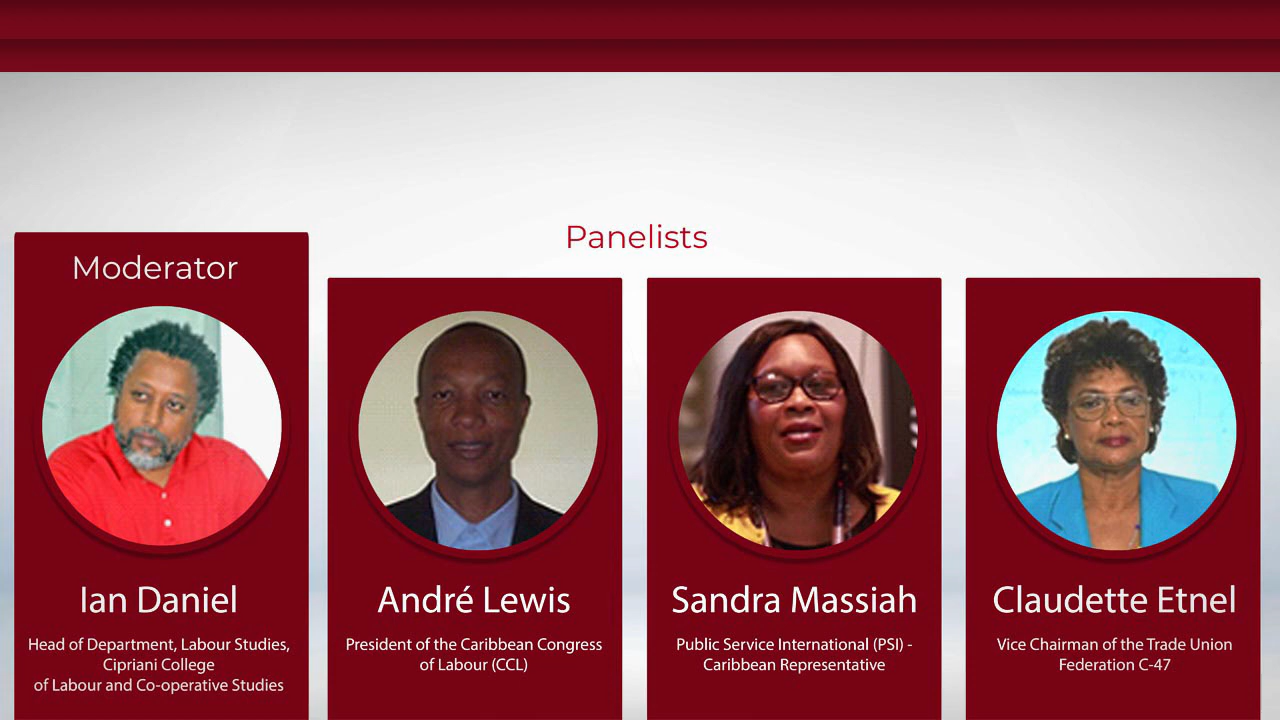 Panelists
Moderator
Ian Daniel
Head of Department, Labour Studies,
Cipriani College
of Labour and Co-operative Studies
André Lewis
President of the Caribbean Congress
of Labour (CCL)
Sandra Massiah
Public Service International (PSI) -
Caribbean Representative
Claudette Etnel
Vice Chairman of the Trade Union
Federation C-47